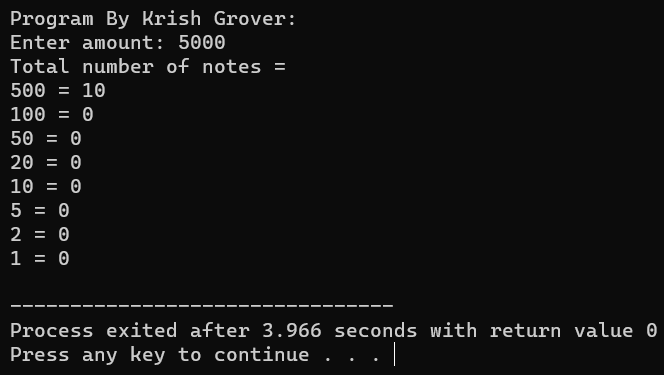 Program By Krish Grover:
Enter amount: 5000
Total number of notes =
500 = 10
100 = 0
50 = 0
20 = 0
10 = 0
5 = 0
2 = 0
1 = 0
--------------------------------
Process exited after 3.966 seconds with return value 0
Press any key to continue . . .